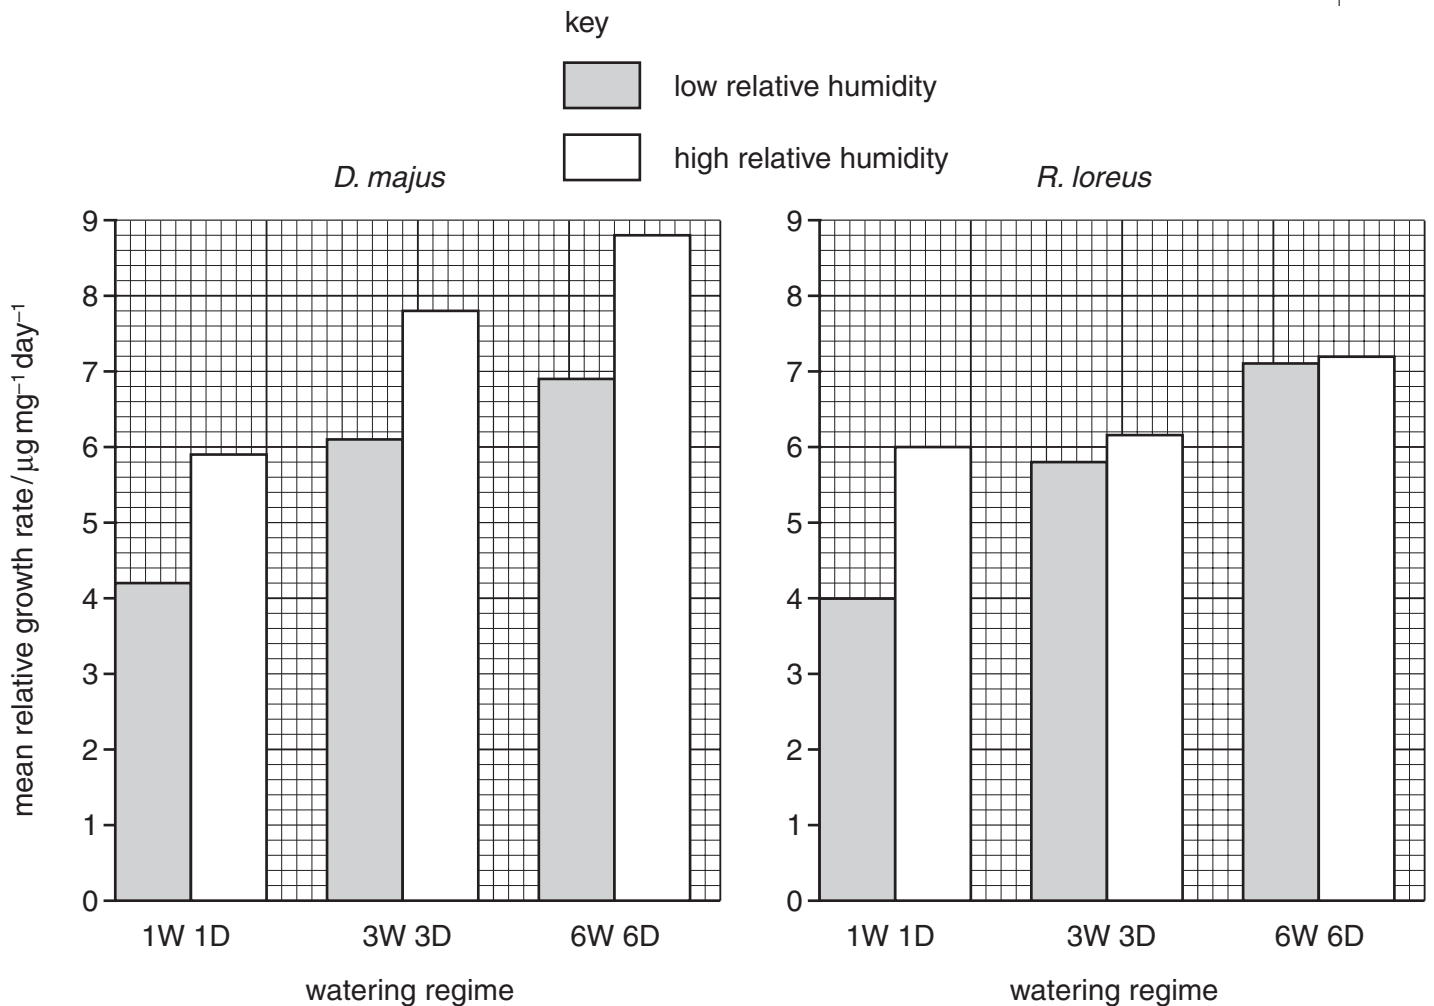 key
low relative humidity
high relative humidity
D. majus
R. loreus
mean relative growth rate / µg mg⁻¹ day⁻¹
9
8
7
6
5
4
3
2
1
0
1W 1D
3W 3D
6W 6D
watering regime
9
8
7
6
5
4
3
2
1
0
1W 1D
3W 3D
6W 6D
watering regime